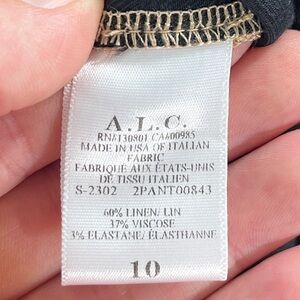 A.L.C.
RN#130801 CA#00985
MADE IN USA OF ITALIAN
FABRIC
FABRIQUÉ AUX ÉTATS-UNIS
DE TISSU ITALIEN
S-2302 2PANT00843
60% LINEN/ LIN
37% VISCOSE
3% ELASTANE/ ÉLASTHANNE
10